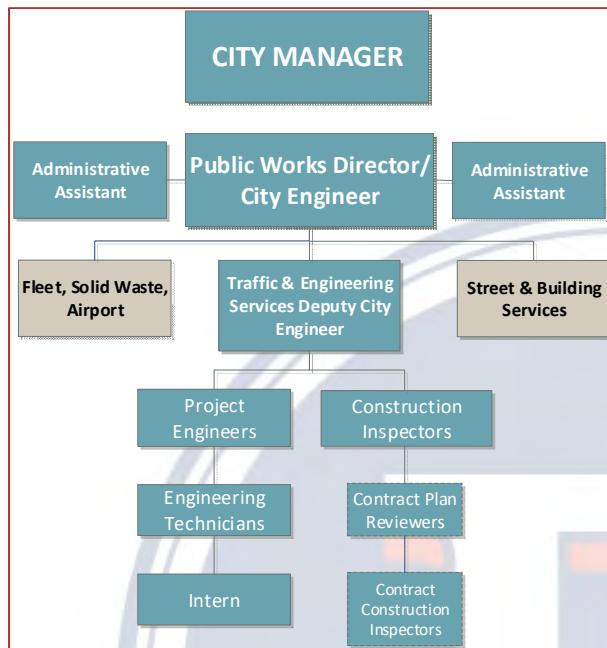 CITY MANAGER
Administrative
Assistant
Public Works Director/
City Engineer
Administrative
Assistant
Fleet, Solid Waste,
Airport
Traffic & Engineering
Services Deputy City
Engineer
Street & Building
Services
Project
Engineers
Construction
Inspectors
Engineering
Technicians
Contract Plan
Reviewers
Intern
Contract
Construction
Inspectors